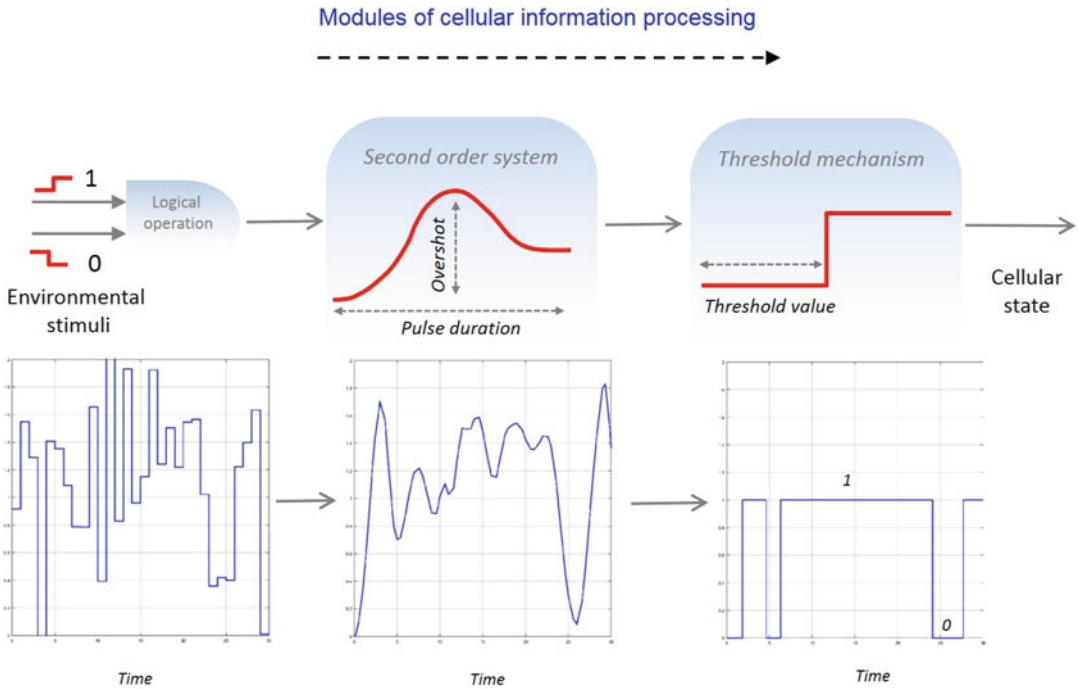 Modules of cellular information processing
1
Logical
operation
0
Environmental
stimuli
Second order system
Overshot
Pulse duration
Threshold mechanism
Threshold value
Cellular
state
1
0
Time
Time
Time